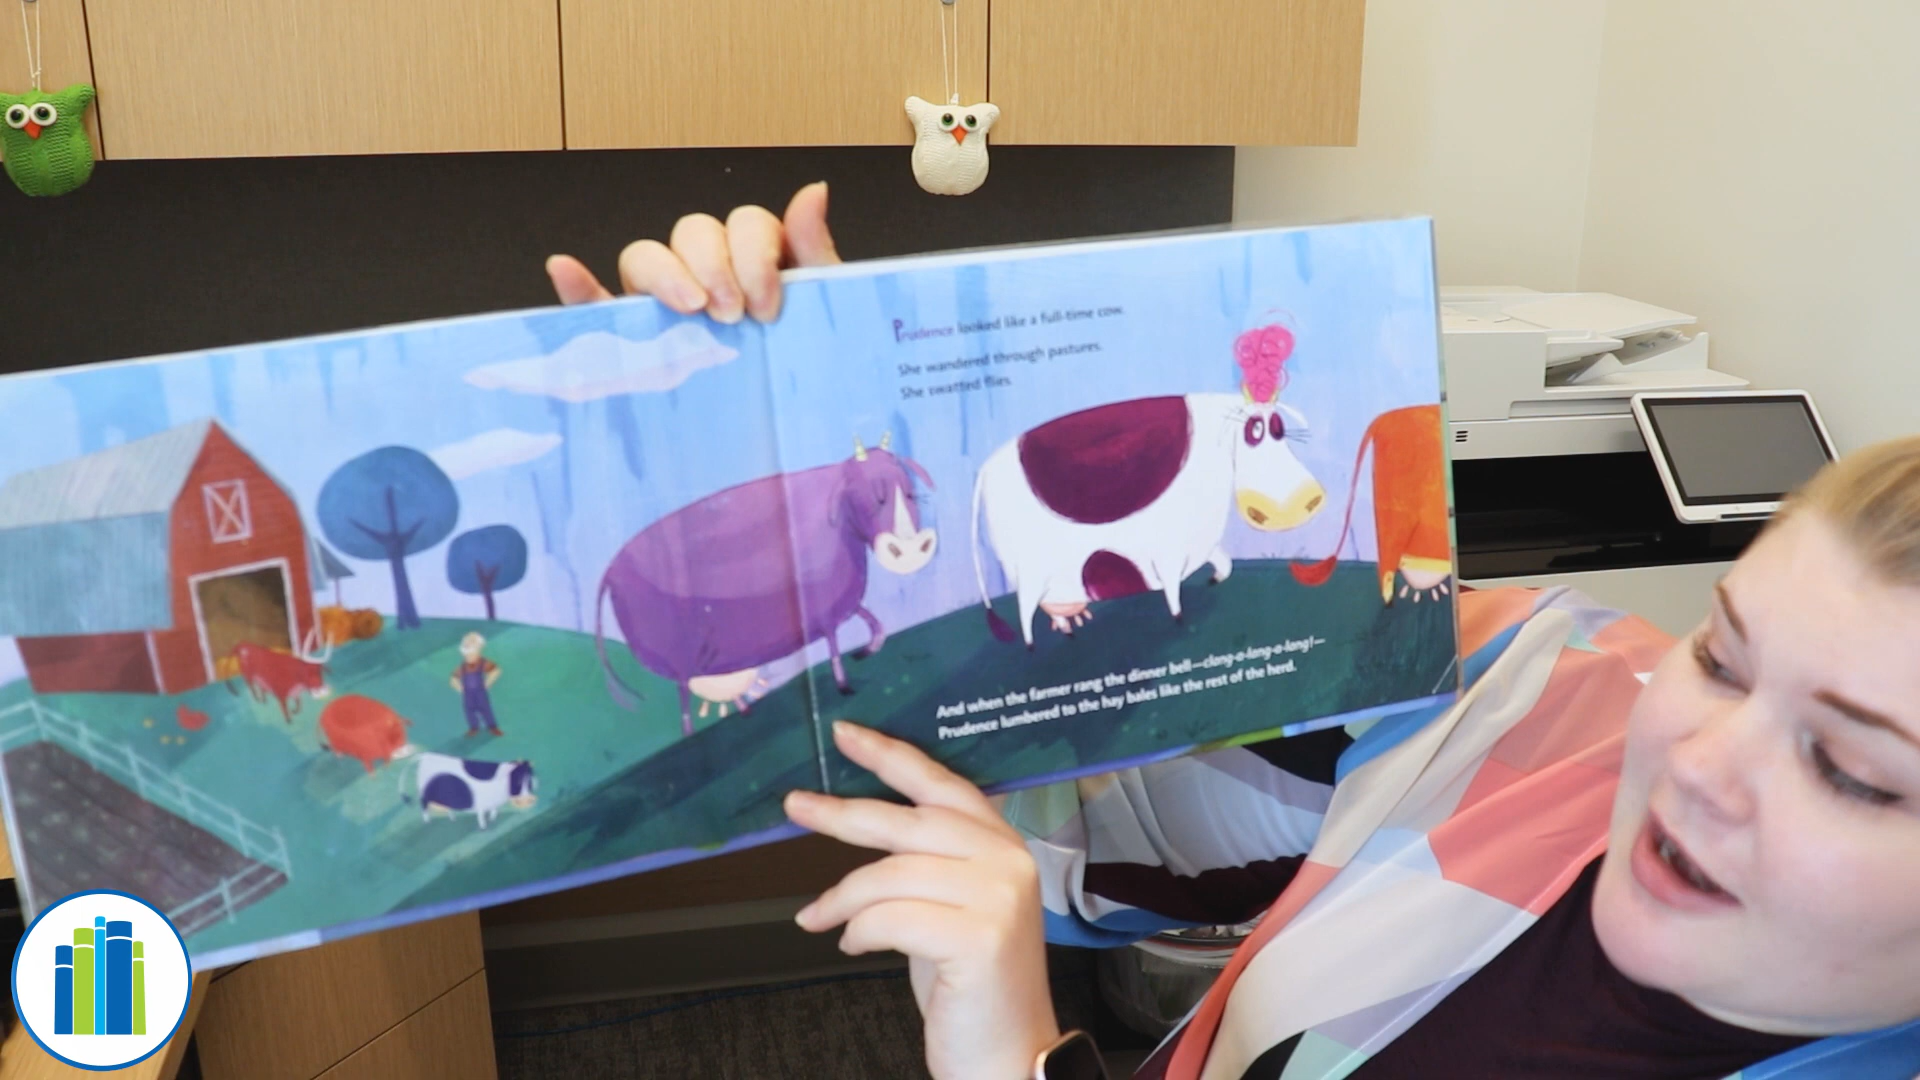 Prudence looked like a full-time cow.
She wandered through pastures.
She swatted flies.
And when the farmer rang the dinner bell—clang-a-lang-a-lang!—
Prudence lumbered to the hay bales like the rest of the herd.